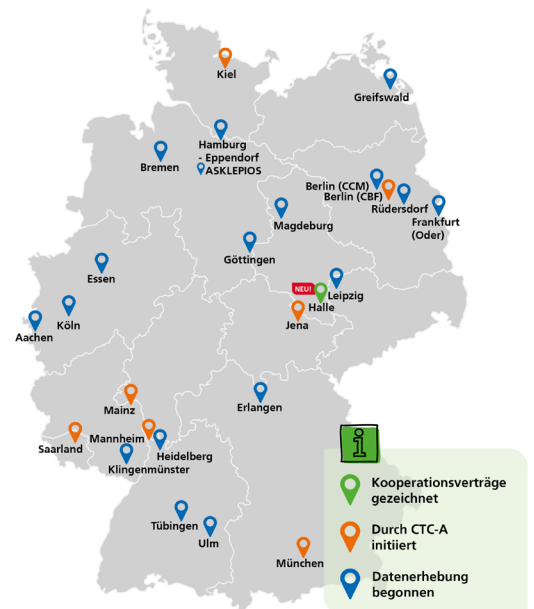 Kiel
Greifswald
Hamburg
- Eppendorf
ASKLEPIOS
Bremen
Berlin (CCM)
Berlin (CBF)
Rüdersdorf
Frankfurt
(Oder)
Magdeburg
Göttingen
Essen
NEU!
Leipzig
Halle
Köln
Aachen
Jena
Mainz
Erlangen
Saarland
Mannheim
Heidelberg
Klingenmünster
Tübingen
Ulm
München
i
Kooperationsverträge
gezeichnet
Durch CTC-A
initiiert
Datenerhebung
begonnen